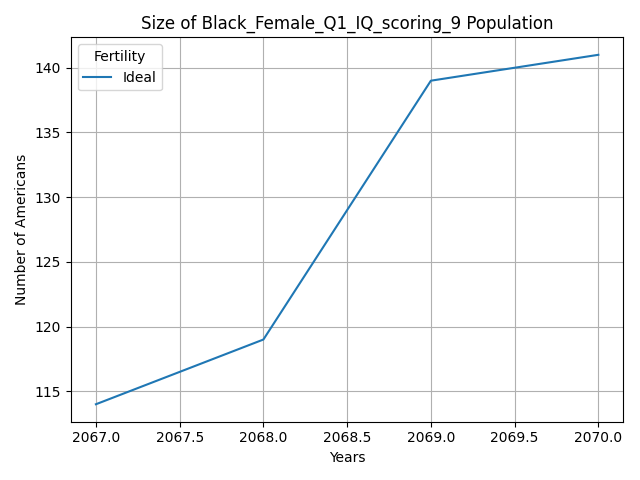 Size of Black_Female_Q1_IQ_scoring_9 Population
Fertility
Ideal
Number of Americans
140
135
130
125
120
115
2067.0 2067.5 2068.0 2068.5 2069.0 2069.5 2070.0
Years